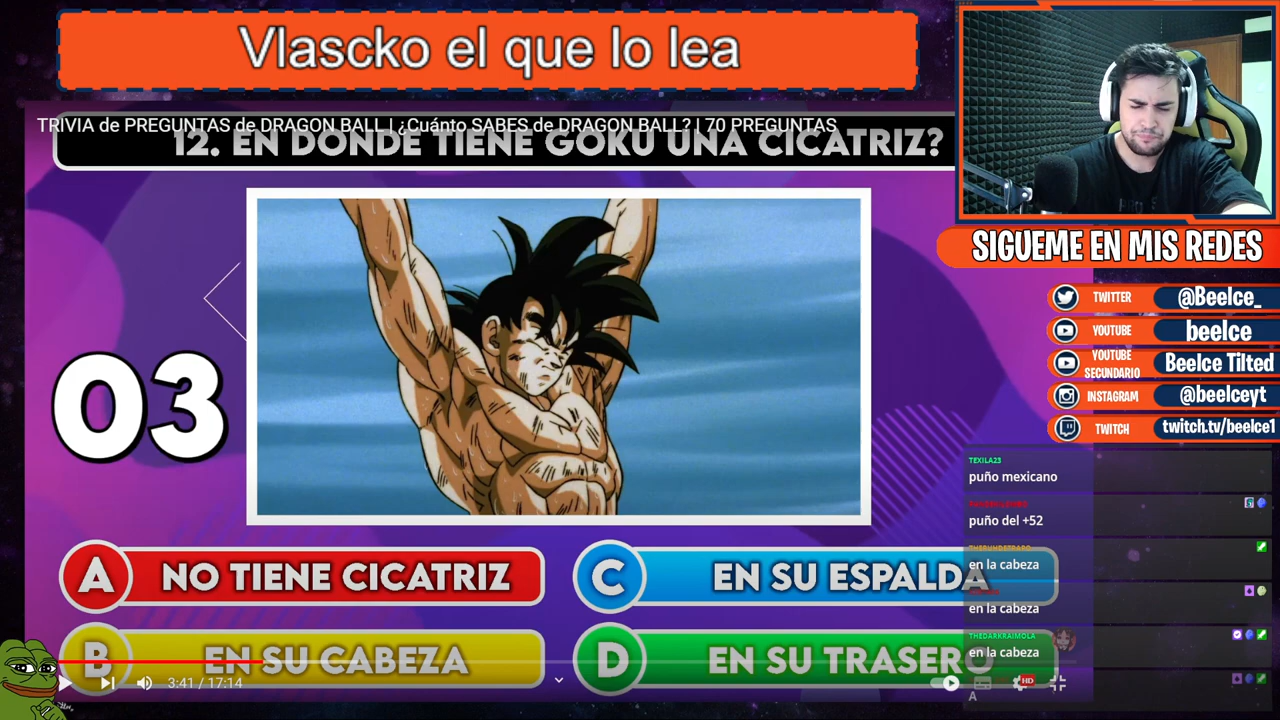 Vlascko el que lo lea
TRIVIA de PREGUNTAS de DRAGON BALL | ¿Cuánto SABES de DRAGON BALL? | 70 PREGUNTAS
12. EN DONDE TIENE GOKU UNA CICATRIZ?
03
A NO TIENE CICATRIZ
C EN SU ESPALDA
B EN SU CABEZA
D EN SU TRASERO
3:41 / 17:14
HD
SIGUEME EN MIS REDES
TWITTER @Beelce_
YOUTUBE beelce
YOUTUBE SECUNDARIO Beelce Tilted
INSTAGRAM @beelceyt
TWITCH twitch.tv/beelce1
TEXILA23
puño mexicano
puño del +52
en la cabeza
en la cabeza
THEDARKRAIMOLA
en la cabeza
A